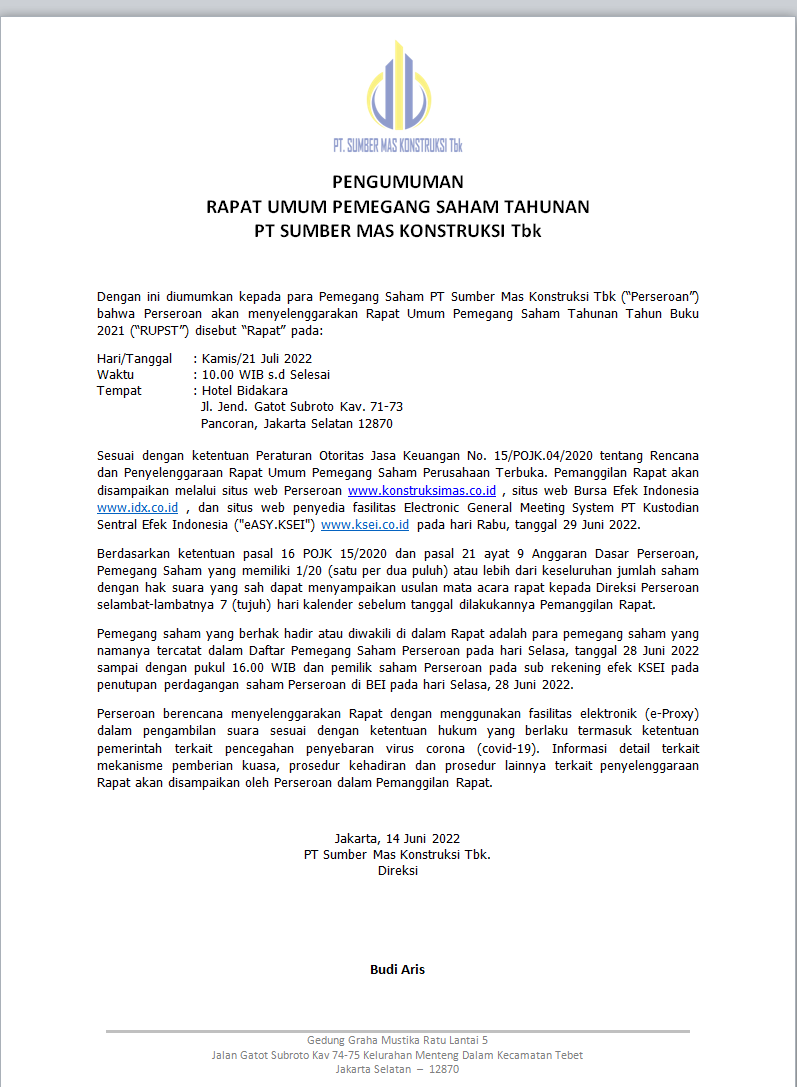 PT. SUMBER MAS KONSTRUKSI Tbk
PENGUMUMAN
RAPAT UMUM PEMEGANG SAHAM TAHUNAN
PT SUMBER MAS KONSTRUKSI Tbk
Dengan ini diumumkan kepada para Pemegang Saham PT Sumber Mas Konstruksi Tbk (“Perseroan”)
bahwa Perseroan akan menyelenggarakan Rapat Umum Pemegang Saham Tahunan Tahun Buku
2021 (“RUPST”) disebut “Rapat” pada:
Hari/Tanggal : Kamis/21 Juli 2022
Waktu : 10.00 WIB s.d Selesai
Tempat : Hotel Bidakara
Jl. Jend. Gatot Subroto Kav. 71-73
Pancoran, Jakarta Selatan 12870
Sesuai dengan ketentuan Peraturan Otoritas Jasa Keuangan No. 15/POJK.04/2020 tentang Rencana
dan Penyelenggaraan Rapat Umum Pemegang Saham Perusahaan Terbuka. Pemanggilan Rapat akan
disampaikan melalui situs web Perseroan www.konstruksimas.co.id , situs web Bursa Efek Indonesia
www.idx.co.id , dan situs web penyedia fasilitas Electronic General Meeting System PT Kustodian
Sentral Efek Indonesia ("eASY.KSEI") www.ksei.co.id pada hari Rabu, tanggal 29 Juni 2022.
Berdasarkan ketentuan pasal 16 POJK 15/2020 dan pasal 21 ayat 9 Anggaran Dasar Perseroan,
Pemegang Saham yang memiliki 1/20 (satu per dua puluh) atau lebih dari keseluruhan jumlah saham
dengan hak suara yang sah dapat menyampaikan usulan mata acara rapat kepada Direksi Perseroan
selambat-lambatnya 7 (tujuh) hari kalender sebelum tanggal dilakukannya Pemanggilan Rapat.
Pemegang saham yang berhak hadir atau diwakili di dalam Rapat adalah para pemegang saham yang
namanya tercatat dalam Daftar Pemegang Saham Perseroan pada hari Selasa, tanggal 28 Juni 2022
sampai dengan pukul 16.00 WIB dan pemilik saham Perseroan pada sub rekening efek KSEI pada
penutupan perdagangan saham Perseroan di BEI pada hari Selasa, 28 Juni 2022.
Perseroan berencana menyelenggarakan Rapat dengan menggunakan fasilitas elektronik (e-Proxy)
dalam pengambilan suara sesuai dengan ketentuan hukum yang berlaku termasuk ketentuan
pemerintah terkait pencegahan penyebaran virus corona (covid-19). Informasi detail terkait
mekanisme pemberian kuasa, prosedur kehadiran dan prosedur lainnya terkait penyelenggaraan
Rapat akan disampaikan oleh Perseroan dalam Pemanggilan Rapat.
Jakarta, 14 Juni 2022
PT Sumber Mas Konstruksi Tbk.
Direksi
Budi Aris
Gedung Graha Mustika Ratu Lantai 5
Jalan Gatot Subroto Kav 74-75 Kelurahan Menteng Dalam Kecamatan Tebet
Jakarta Selatan – 12870